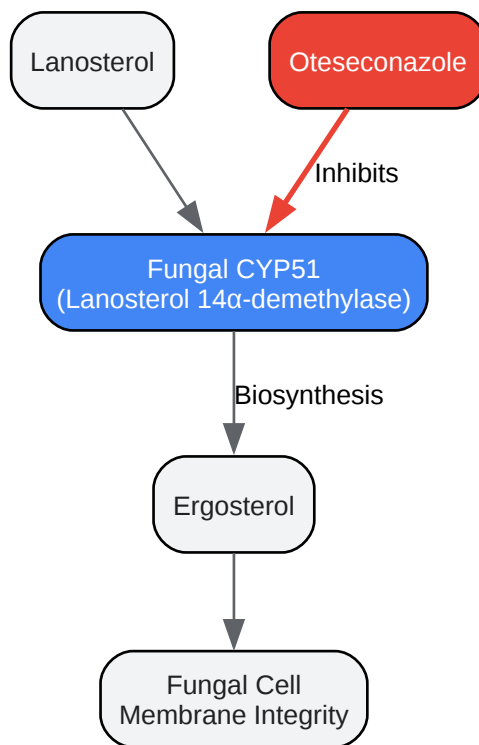 Lanosterol
Oteseconazole
Inhibits
Fungal CYP51
(Lanosterol 14α-demethylase)
Biosynthesis
Ergosterol
Fungal Cell
Membrane Integrity